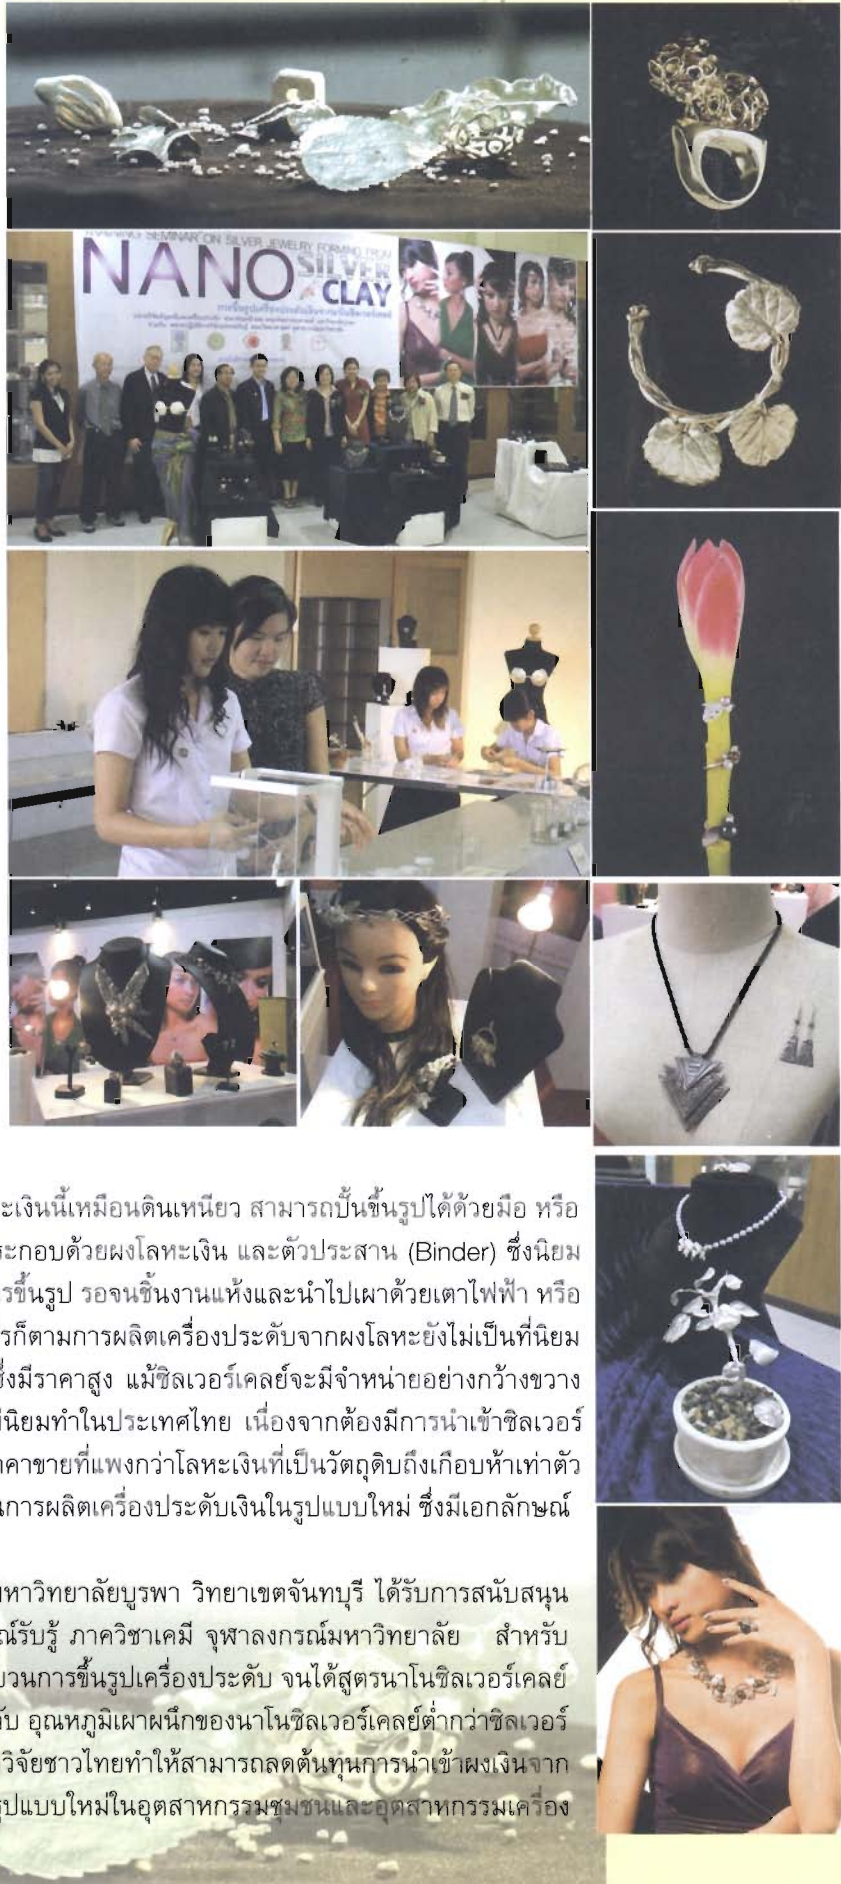 TRAINING SEMINAR ON SILVER JEWELRY FORMING FROM
NANO SILVER CLAY
ะเงินนี้เหมือนดินเหนียว สามารถปั้นขึ้นรูปได้ด้วยมือ หรือ
ระกอบด้วยผงโลหะเงิน และตัวประสาน (Binder) ซึ่งนิยม
รขึ้นรูป รอจนชิ้นงานแห้งและนำไปเผาด้วยเตาไฟฟ้า หรือ
รก็ตามการผลิตเครื่องประดับจากผงโลหะยังไม่เป็นที่นิยม
ซึ่งมีราคาสูง แม้ซิลเวอร์เคลย์จะมีจำหน่ายอย่างกว้างขวาง
นิยมทำในประเทศไทย เนื่องจากต้องมีการนำเข้าซิลเวอร์
าคาขายที่แพงกว่าโลหะเงินที่เป็นวัตถุดิบถึงเกือบห้าเท่าตัว
นการผลิตเครื่องประดับเงินในรูปแบบใหม่ ซึ่งมีเอกลักษณ์
มหาวิทยาลัยบูรพา วิทยาเขตจันทบุรี ได้รับการสนับสนุน
ณ์รับรู้ ภาควิชาเคมี จุฬาลงกรณ์มหาวิทยาลัย สำหรับ
บวนการขึ้นรูปเครื่องประดับ จนได้สูตรนาโนซิลเวอร์เคลย์
ับ อุณหภูมิเผาผนึกของนาโนซิลเวอร์เคลย์ต่ำกว่าซิลเวอร์
วิจัยชาวไทยทำให้สามารถลดต้นทุนการนำเข้าผงเงินจาก
รูปแบบใหม่ในอุตสาหกรรมชุมชนและอุตสาหกรรมเครื่อง